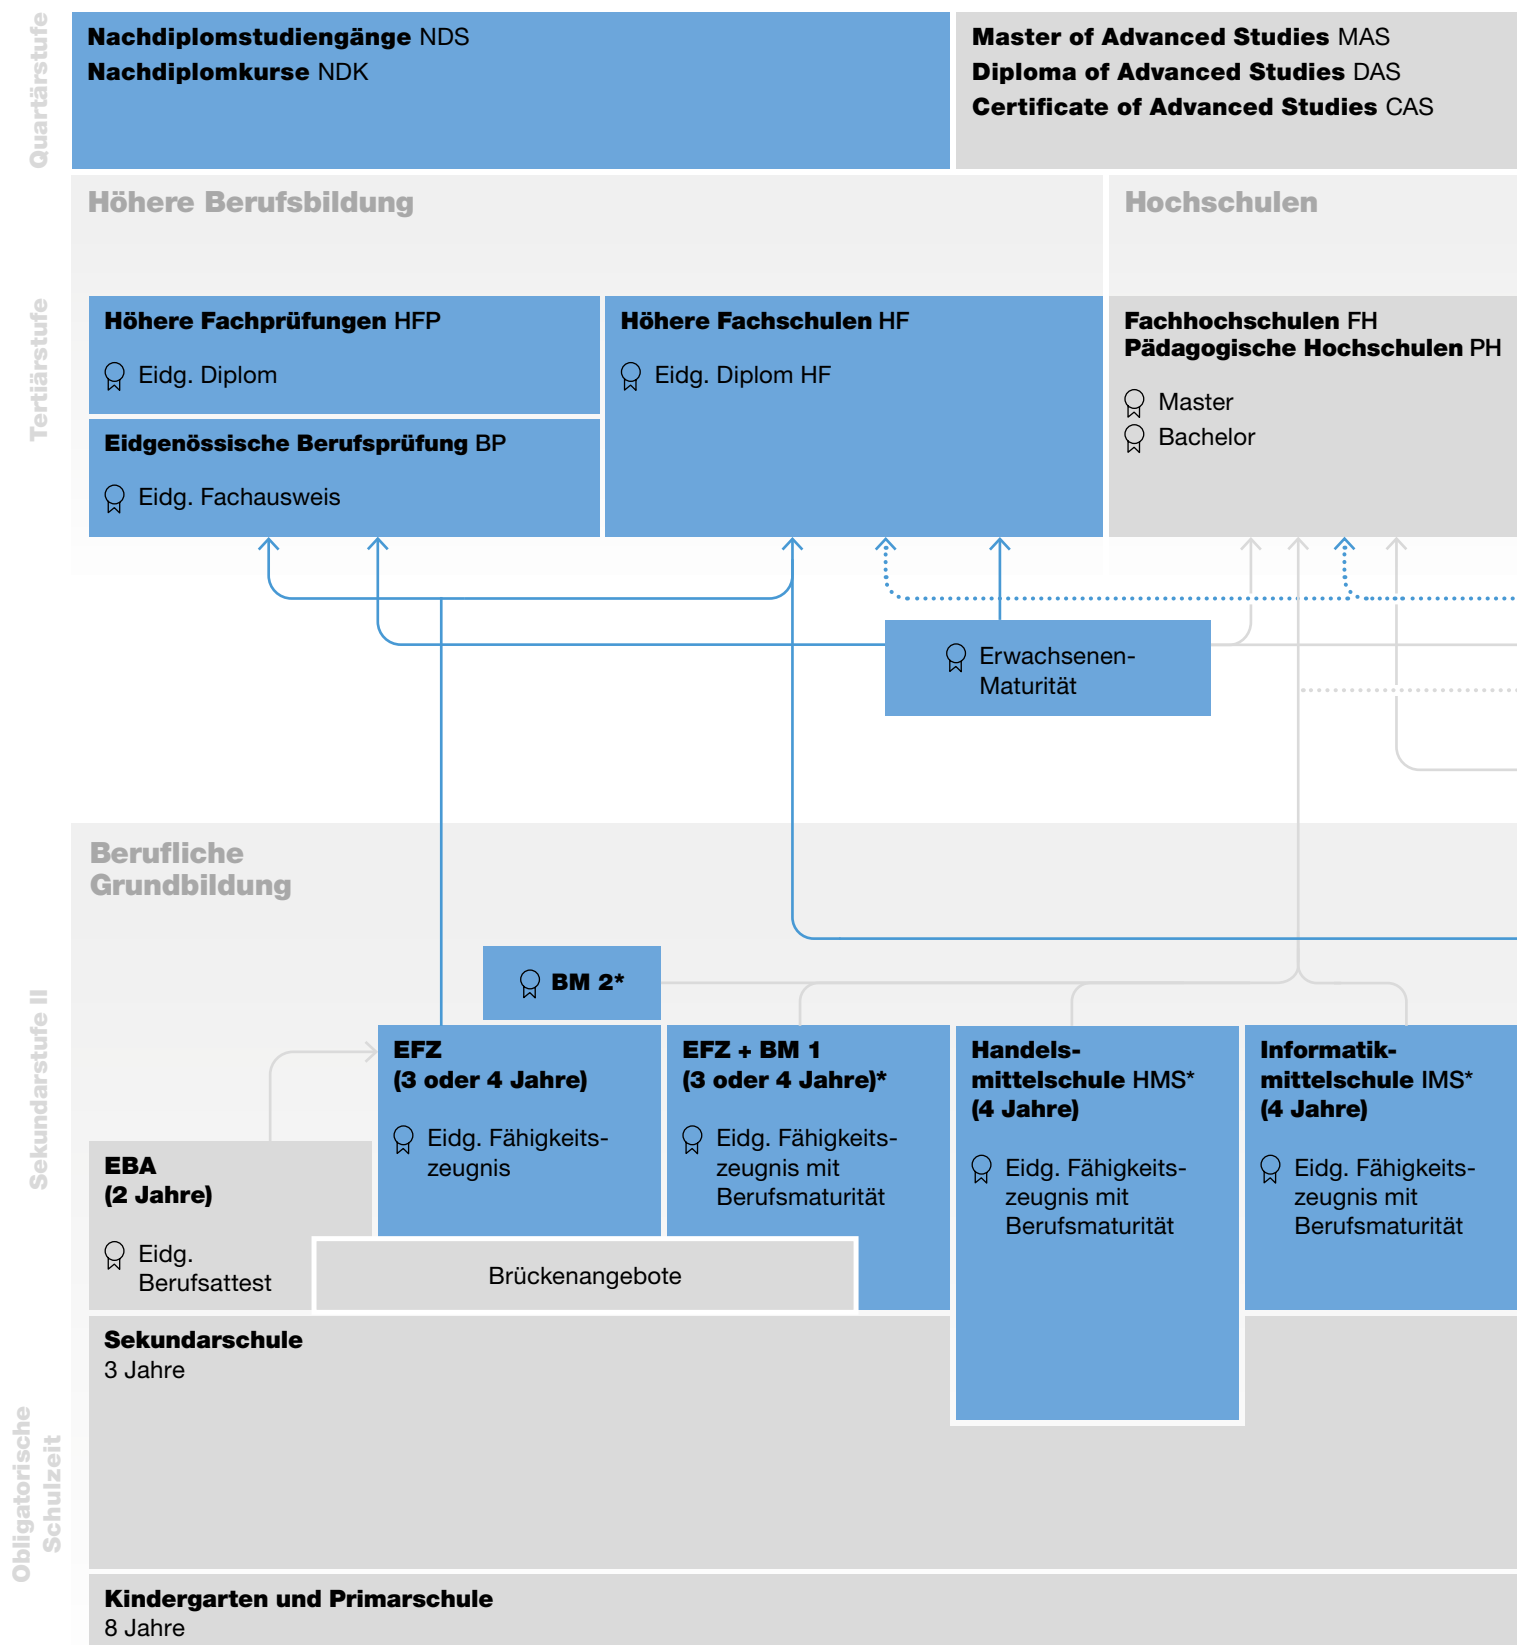 Quartärstufe
Nachdiplomstudiengänge NDS
Nachdiplomkurse NDK
Master of Advanced Studies MAS
Diploma of Advanced Studies DAS
Certificate of Advanced Studies CAS
Tertiärstufe
Höhere Berufsbildung
Hochschulen
Höhere Fachprüfungen HFP
Eidg. Diplom
Eidgenössische Berufsprüfung BP
Eidg. Fachausweis
Höhere Fachschulen HF
Eidg. Diplom HF
Fachhochschulen FH
Pädagogische Hochschulen PH
Master
Bachelor
Erwachsenen-
Maturität
Sekundarstufe II
Berufliche
Grundbildung
BM 2*
EBA
(2 Jahre)
Eidg.
Berufsattest
EFZ
(3 oder 4 Jahre)
Eidg. Fähigkeits-
zeugnis
EFZ + BM 1
(3 oder 4 Jahre)*
Eidg. Fähigkeits-
zeugnis mit
Berufsmaturität
Handels-
mittelschule HMS*
(4 Jahre)
Eidg. Fähigkeits-
zeugnis mit
Berufsmaturität
Informatik-
mittelschule IMS*
(4 Jahre)
Eidg. Fähigkeits-
zeugnis mit
Berufsmaturität
Brückenangebote
Obligatorische
Schulzeit
Sekundarschule
3 Jahre
Kindergarten und Primarschule
8 Jahre